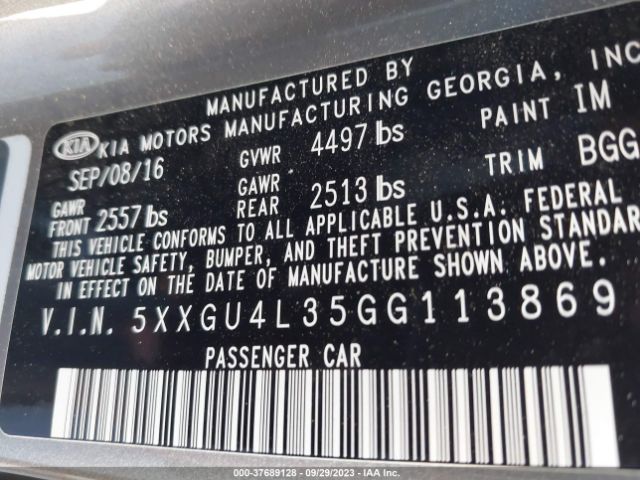 MANUFACTURED BY
KIA KIA MOTORS MANUFACTURING GEORGIA, INC
SEP/08/16 GVWR 4497 lbs PAINT IM
GAWR FRONT 2557 lbs GAWR REAR 2513 lbs TRIM BGG
THIS VEHICLE CONFORMS TO ALL APPLICABLE U.S.A. FEDERAL
MOTOR VEHICLE SAFETY, BUMPER, AND THEFT PREVENTION STANDAR
IN EFFECT ON THE DATE OF MANUFACTURE SHOWN ABOVE.
V.I.N. 5XXGU4L35GG113869
PASSENGER CAR
000-37689128 - 09/29/2023 - IAA Inc.